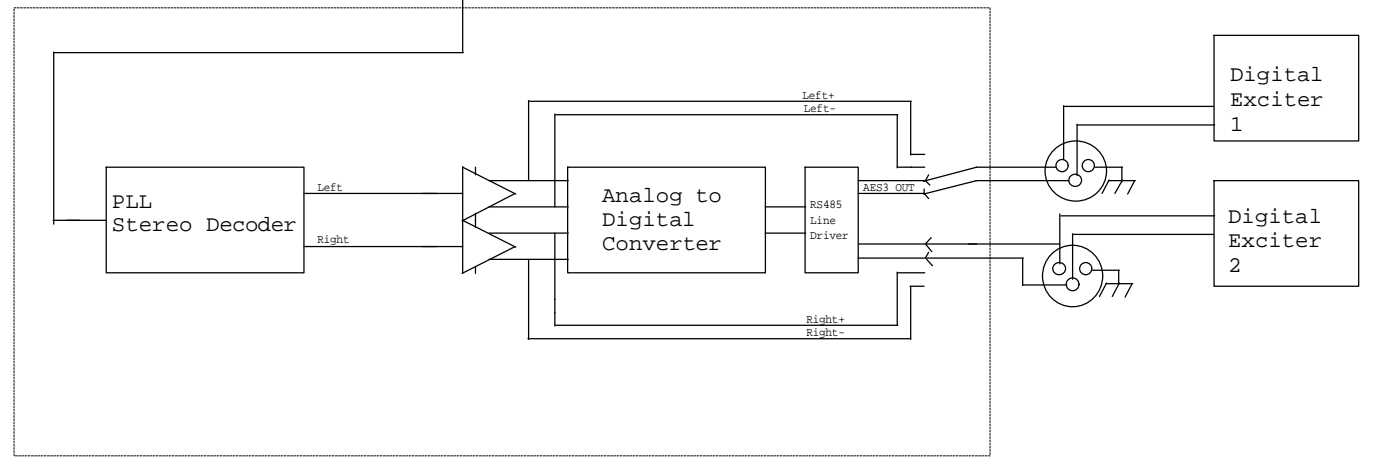 Digital
Exciter
1
Left+
Left-
PLL
Stereo Decoder
Left
Right
Analog to
Digital
Converter
RS485
Line
Driver
AES3 OUT
Digital
Exciter
2
Right+
Right-